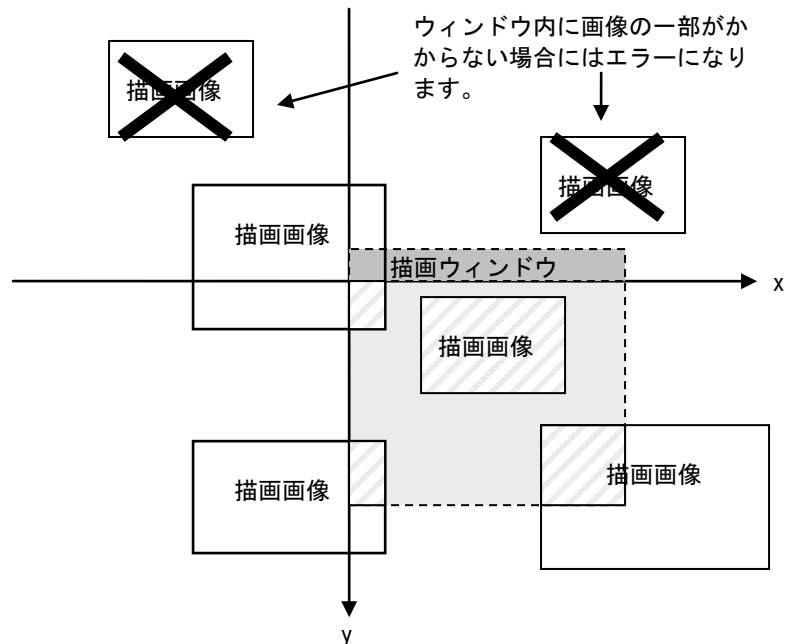 ウィンドウ内に画像の一部がか
からない場合にはエラーになり
ます。
描画画像
描画画像
描画画像
描画ウィンドウ
x
描画画像
描画画像
描画画像
y